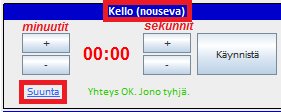 Kello (nouseva)
minuutit sekunnit
+ +
00:00 Käynnistä
- -
Suunta Yhteys OK. Jono tyhjä.